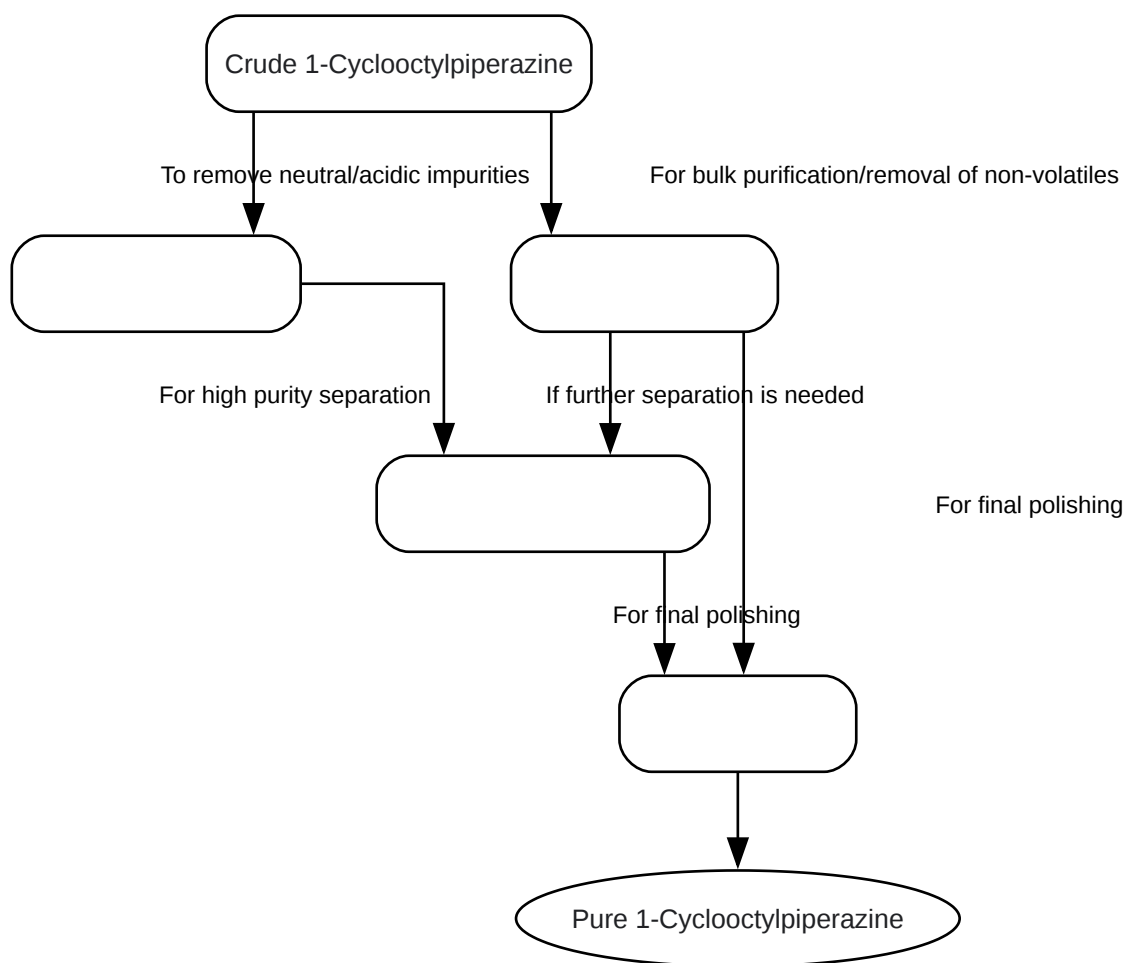 Crude 1-Cyclooctylpiperazine
To remove neutral/acidic impurities
For bulk purification/removal of non-volatiles
For high purity separation
If further separation is needed
For final polishing
For final polishing
Pure 1-Cyclooctylpiperazine